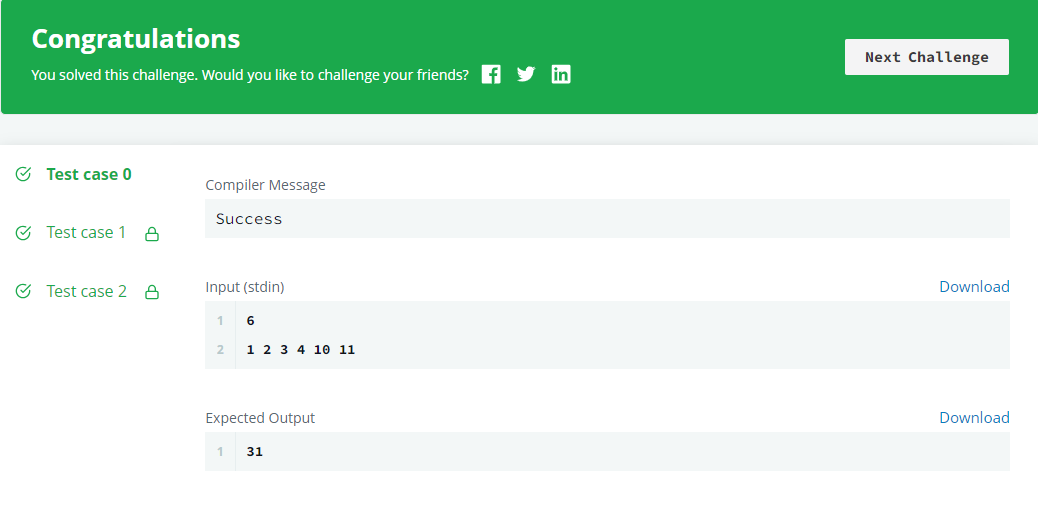 Congratulations
You solved this challenge. Would you like to challenge your friends?
Next Challenge
Test case 0
Test case 1
Test case 2
Compiler Message
Success
Input (stdin)
Download
1 6
2 1 2 3 4 10 11
Expected Output
Download
1 31